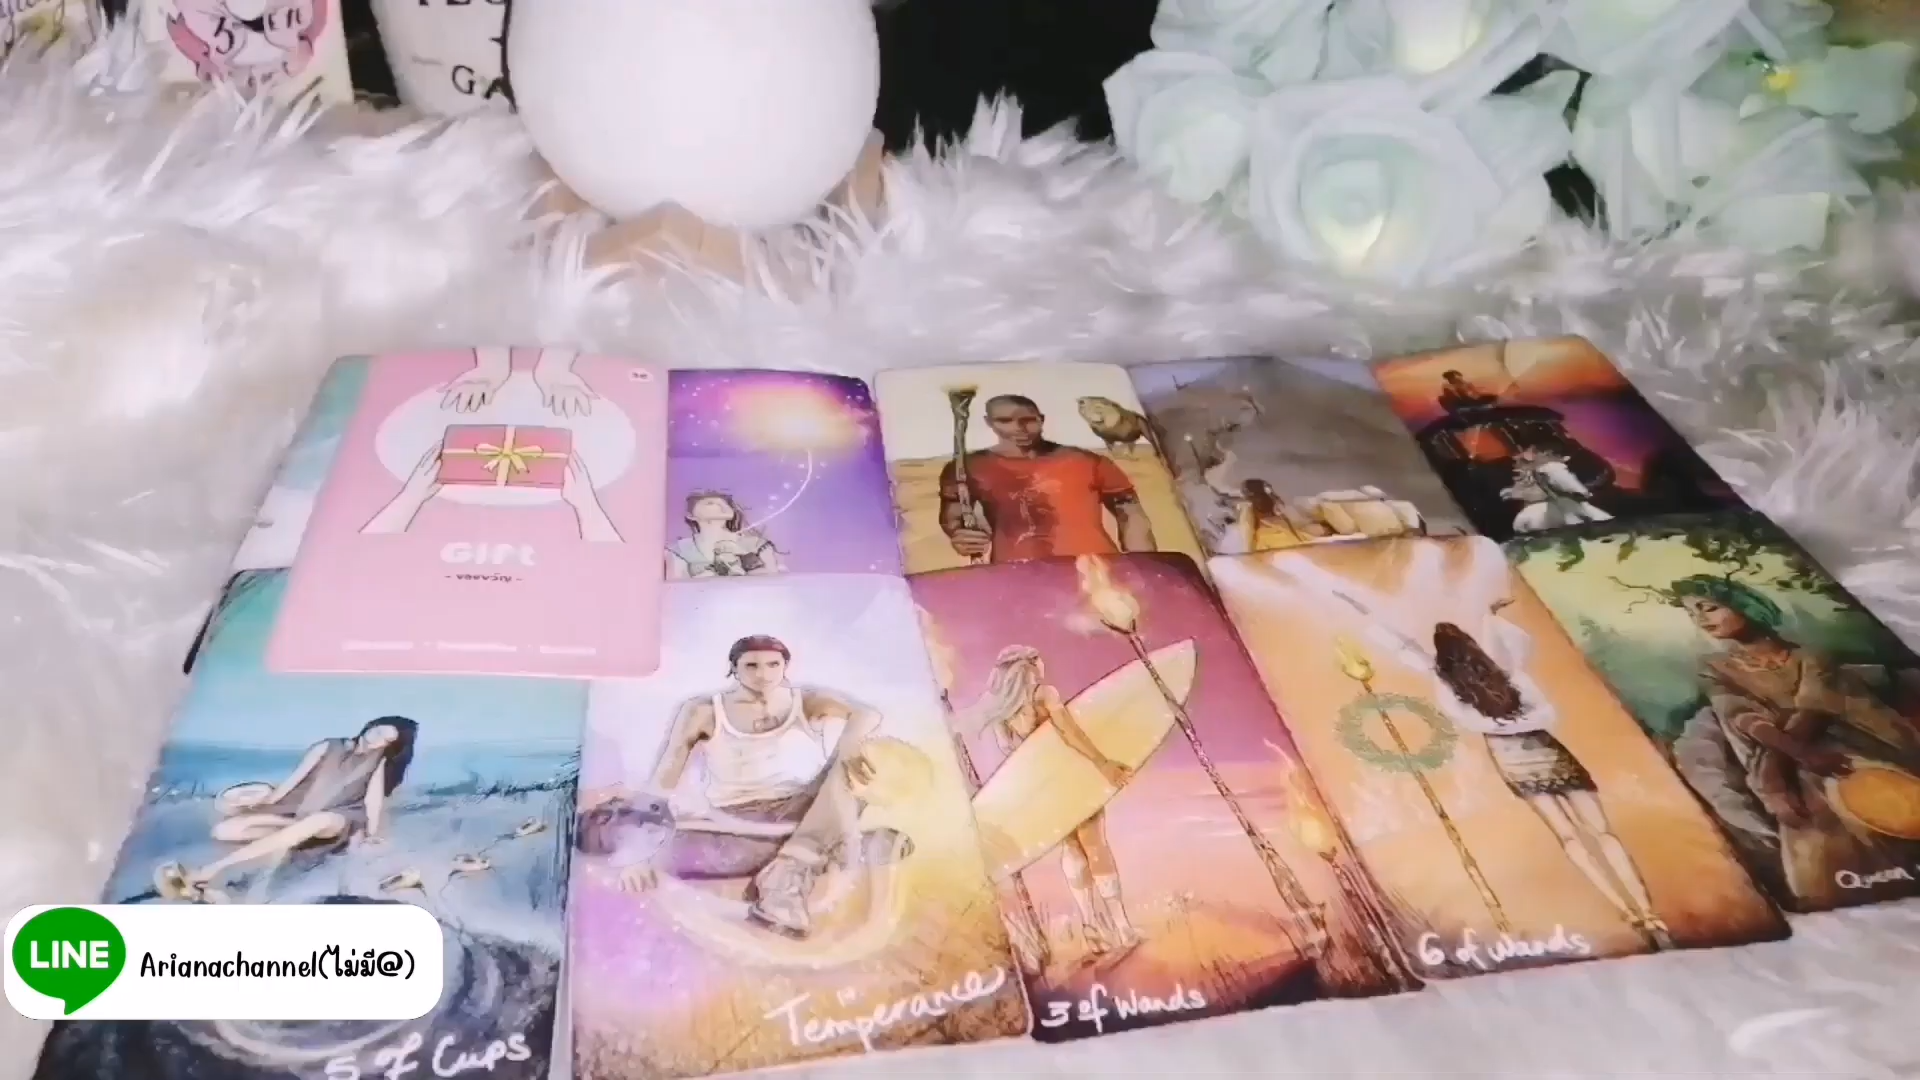 GA
Gift
- ของขวัญ -
LINE
Arianachannel(ไม่มี@)
5 of Cups
Temperance
3 of Wands
6 of Wands
Queen